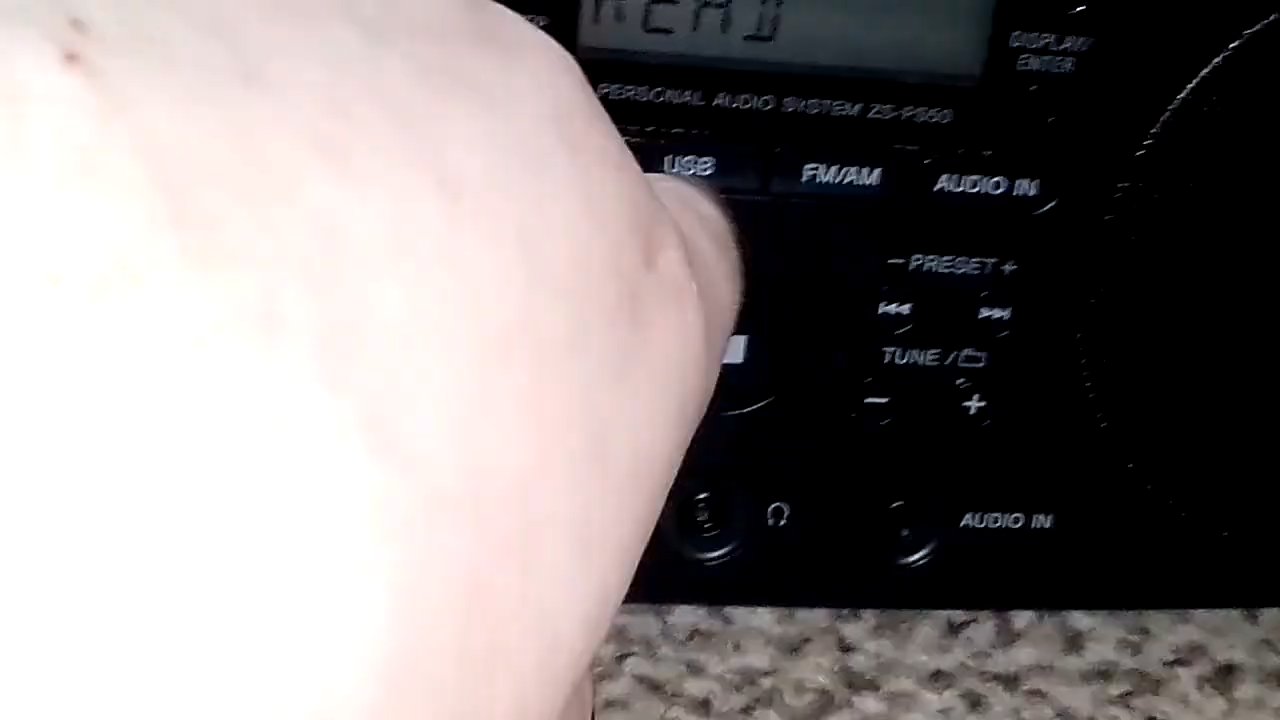 READ
DISPLAY/
ENTER
PERSONAL AUDIO SYSTEM ZS-PS50
USB
FM/AM
AUDIO IN
− PRESET +
TUNE /
− +
AUDIO IN